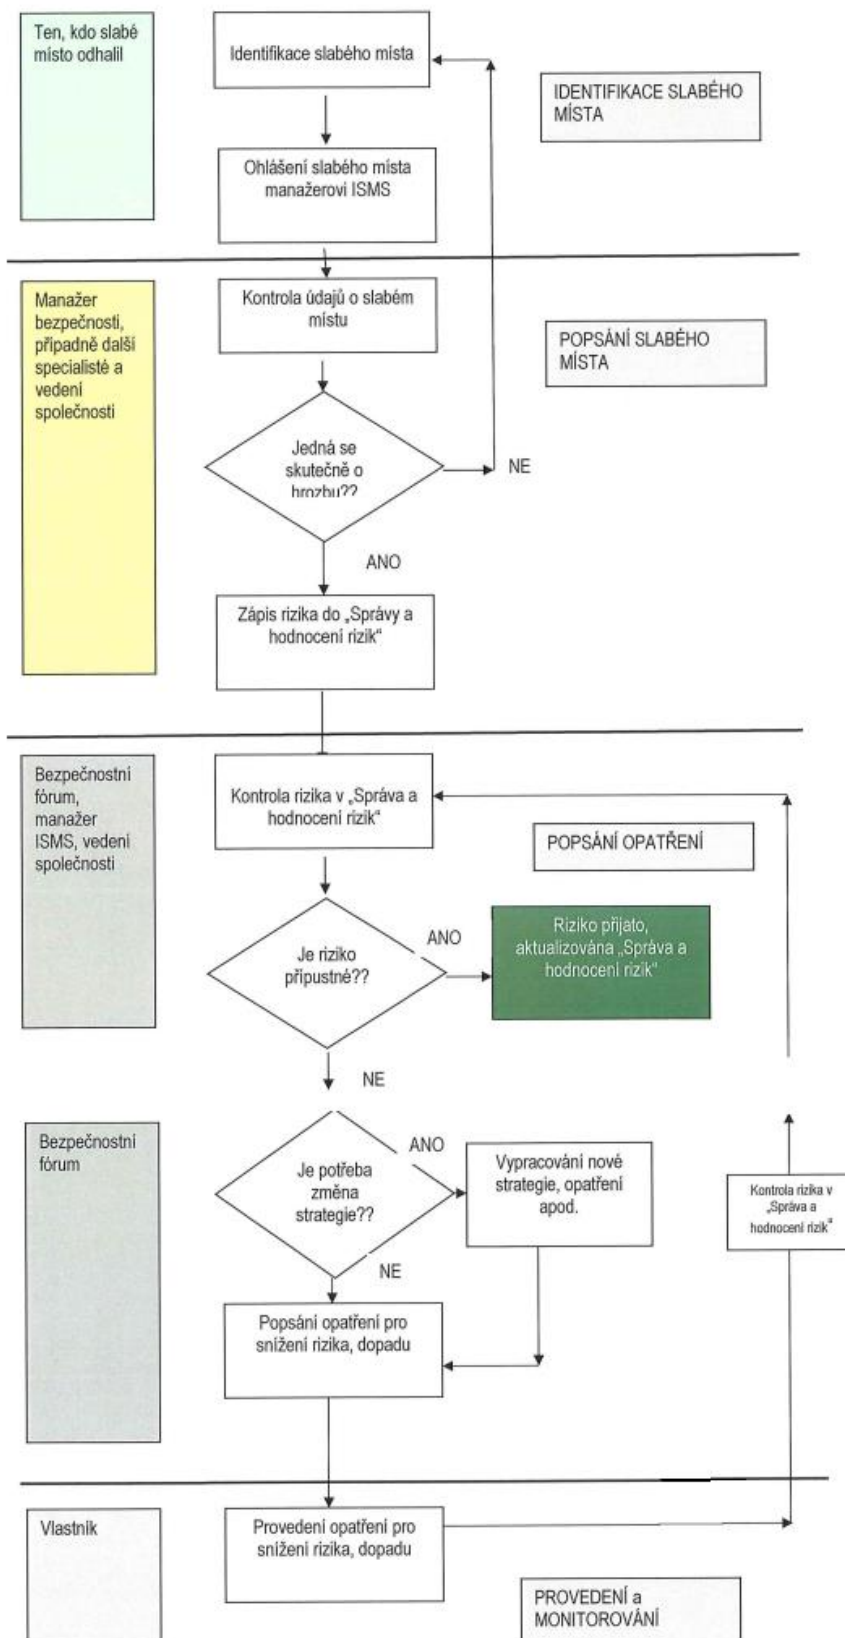 Ten, kdo slabé
místo odhalil
Identifikace slabého místa
IDENTIFIKACE SLABÉHO
MÍSTA
Ohlášení slabého místa
manažerovi ISMS
Manažer
bezpečnosti,
případně další
specialisté a
vedení
společnosti
Kontrola údajů o slabém
místu
POPSÁNÍ SLABÉHO
MÍSTA
Jedná se
skutečně o
hrozbu??
NE
ANO
Zápis rizika do „Správy a
hodnocení rizik“
Bezpečnostní
fórum,
manažer
ISMS, vedení
společnosti
Kontrola rizika v „Správa a
hodnocení rizik“
POPSÁNÍ OPATŘENÍ
Je riziko
přípustné??
ANO
Riziko přijato,
aktualizována „Správa a
hodnocení rizik“
NE
Bezpečnostní
fórum
Je potřeba
změna
strategie??
ANO
Vypracování nové
strategie, opatření
apod.
Kontrola rizika v
„Správa a
hodnocení rizik“
NE
Popsání opatření pro
snížení rizika, dopadu
Vlastník
Provedení opatření pro
snížení rizika, dopadu
PROVEDENÍ a
MONITOROVÁNÍ